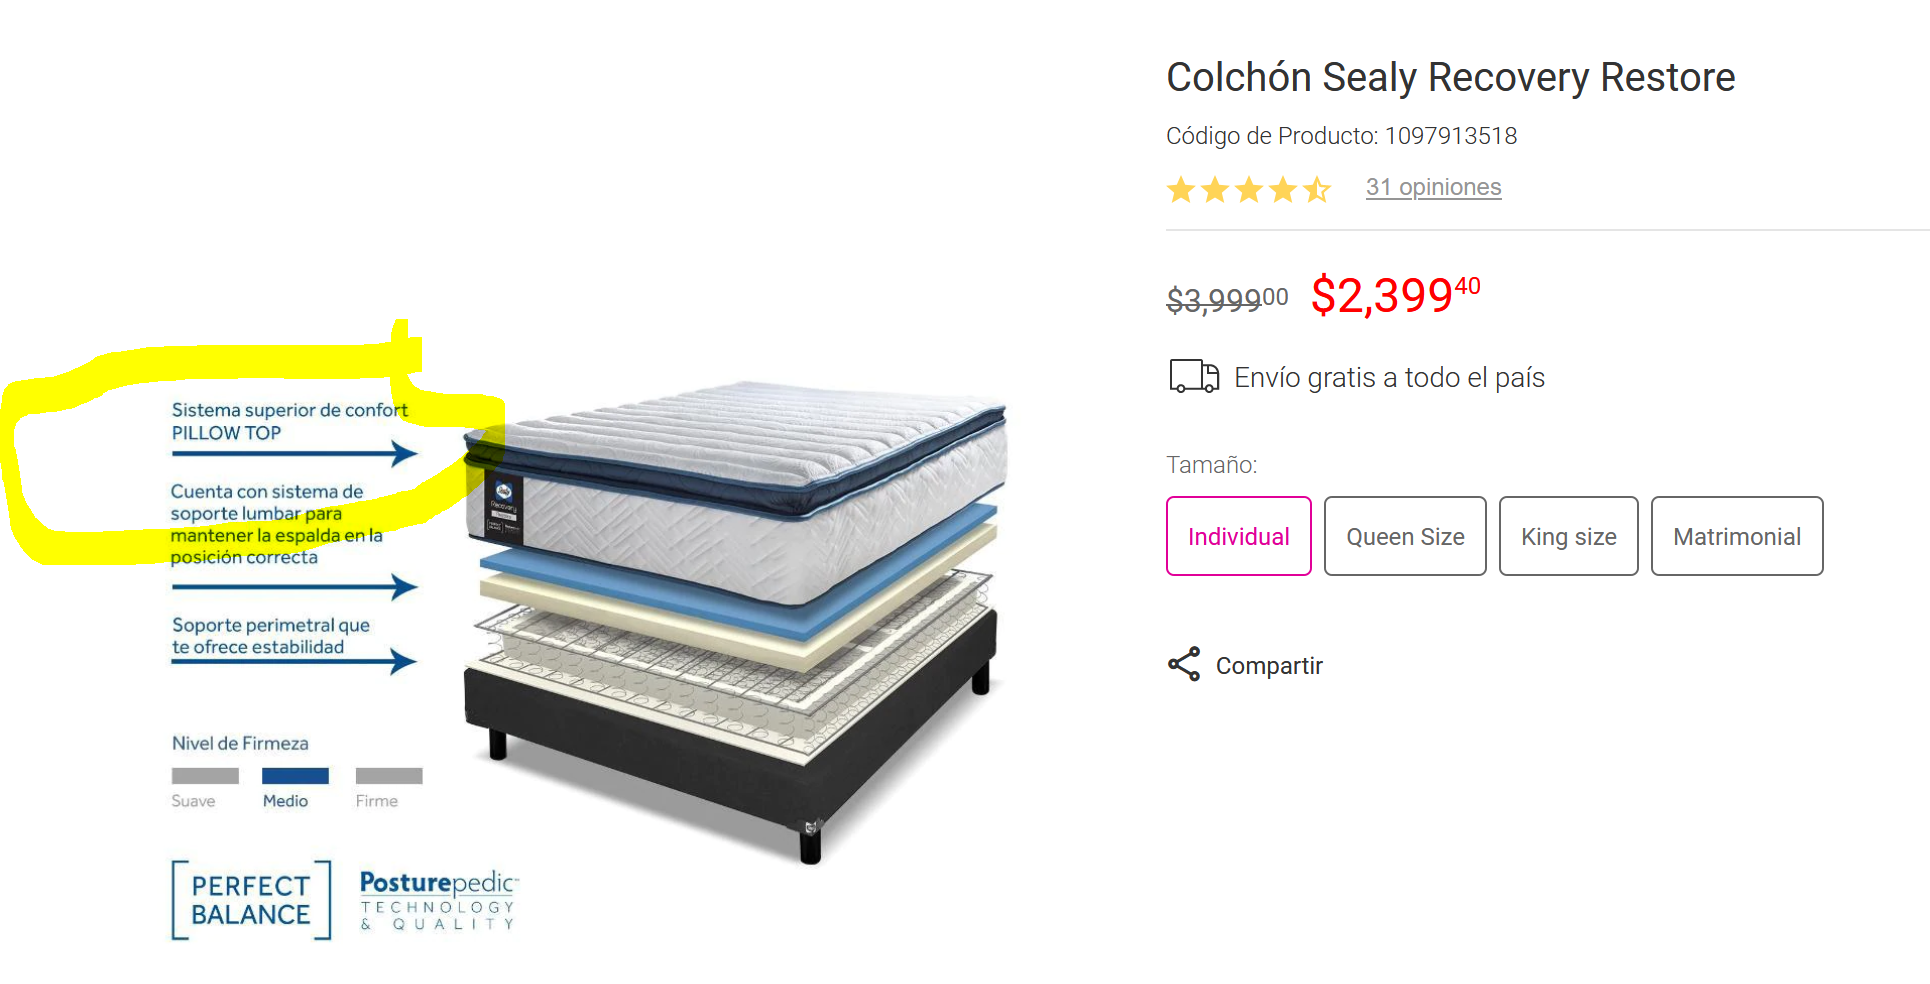 Colchón Sealy Recovery Restore
Código de Producto: 1097913518
31 opiniones
$3,99900 $2,39940
Envío gratis a todo el país
Tamaño:
Individual
Queen Size
King size
Matrimonial
Compartir
Sistema superior de confort
PILLOW TOP
Cuenta con sistema de
soporte lumbar para
mantener la espalda en la
posición correcta
Soporte perimetral que
te ofrece estabilidad
Nivel de Firmeza
Suave
Medio
Firme
PERFECT
BALANCE
Posturepedic™
TECHNOLOGY
& QUALITY
Sealy
Recovery